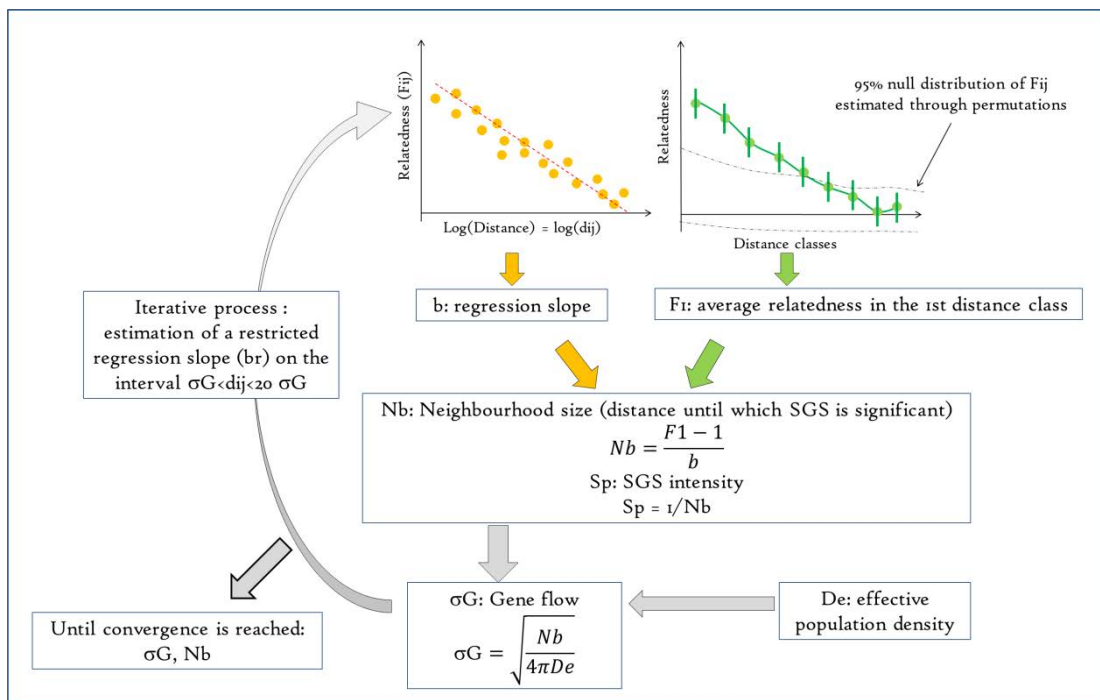 Relatedness (Fij)
Log(Distance) = log(dij)
Relatedness
Distance classes
95% null distribution of Fij
estimated through permutations
b: regression slope
F1: average relatedness in the 1st distance class
Iterative process :
estimation of a restricted
regression slope (br) on the
interval σG<dij<20 σG
Nb: Neighbourhood size (distance until which SGS is significant)
Nb = (F1 − 1)/b
Sp: SGS intensity
Sp = 1/Nb
σG: Gene flow
σG = √(Nb/(4πDe))
De: effective
population density
Until convergence is reached:
σG, Nb